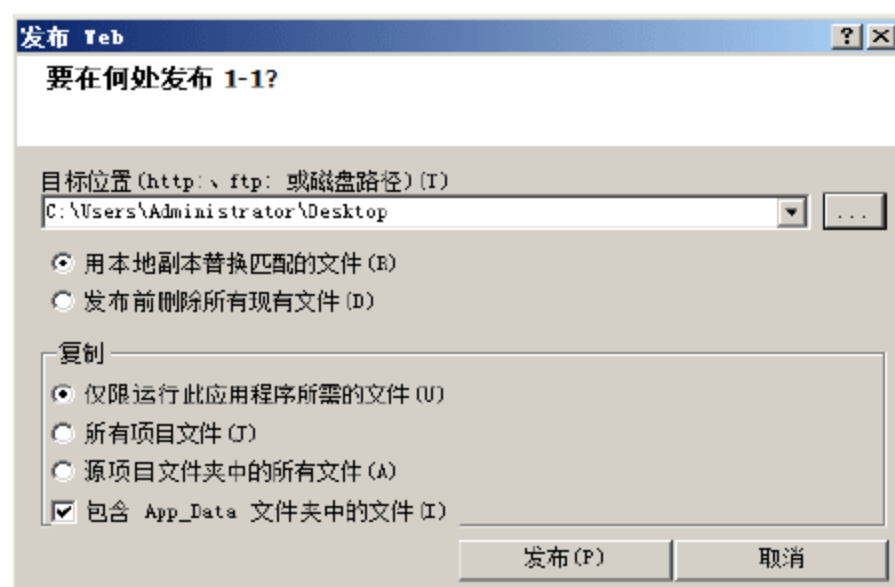 发布 Web
要在何处发布 1-1?
目标位置(http:、ftp: 或磁盘路径)(T)
C:\Users\Administrator\Desktop
...
用本地副本替换匹配的文件(R)
发布前删除所有现有文件(D)
复制
仅限运行此应用程序所需的文件(U)
所有项目文件(J)
源项目文件夹中的所有文件(A)
包含 App_Data 文件夹中的文件(I)
发布(P) 取消